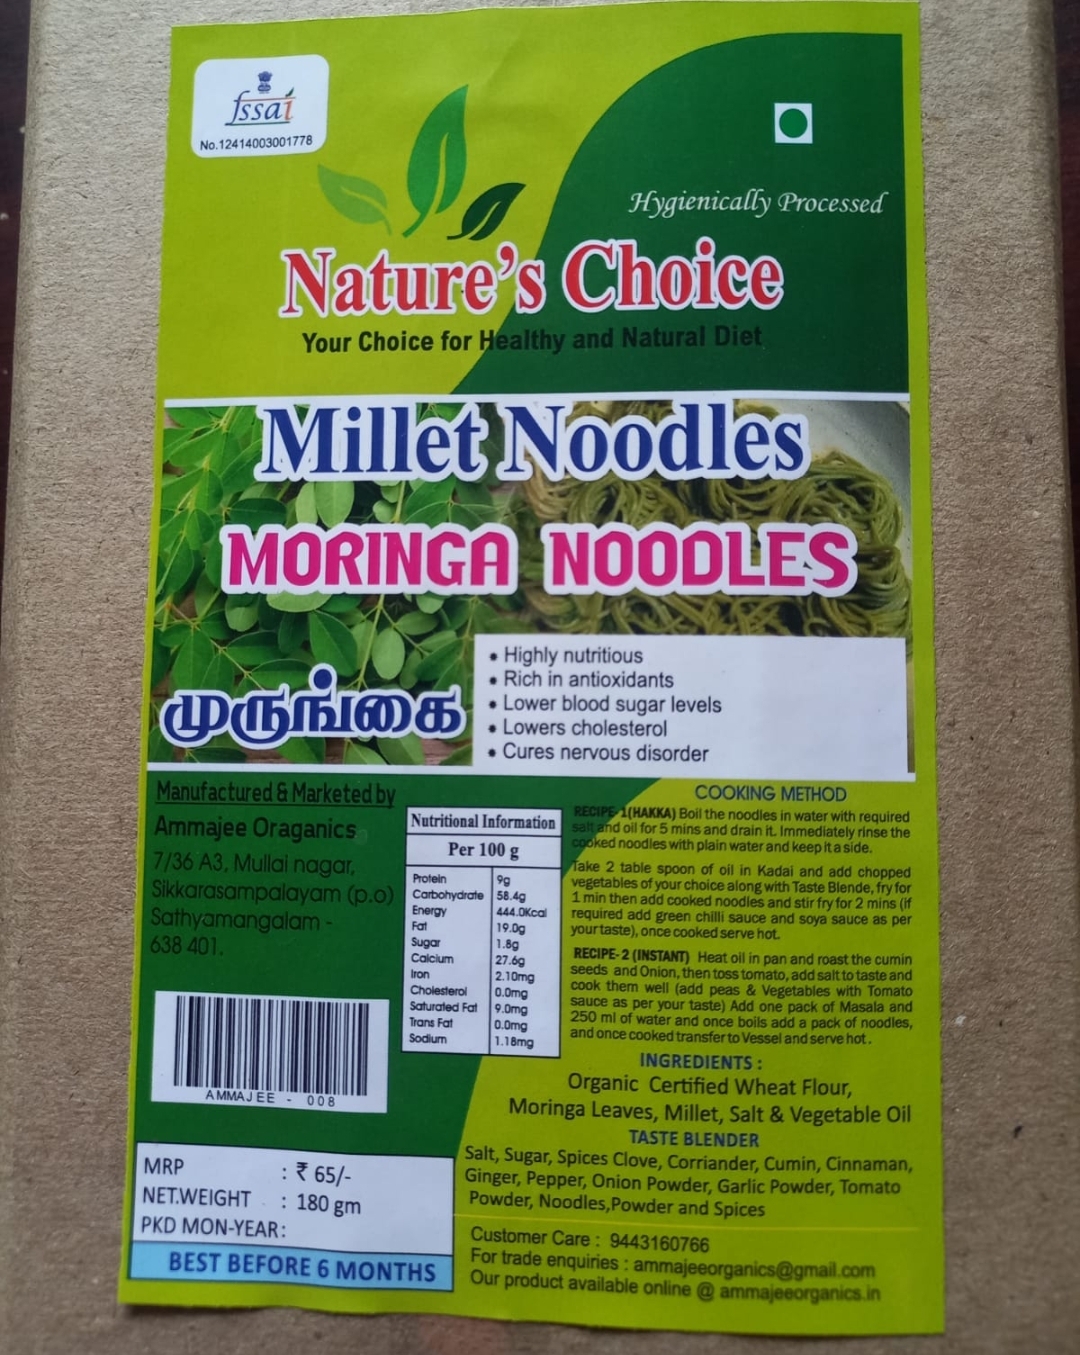 fssai
No.12414003001778
Hygienically Processed
Nature's Choice
Your Choice for Healthy and Natural Diet
Millet Noodles
MORINGA NOODLES
முருங்கை
• Highly nutritious
• Rich in antioxidants
• Lower blood sugar levels
• Lowers cholesterol
• Cures nervous disorder
Manufactured & Marketed by
Ammajee Oraganics
7/36 A3, Mullai nagar,
Sikkarasampalayam (p.o)
Sathyamangalam -
638 401.
Nutritional Information
Per 100 g
Protein 9g
Carbohydrate 58.4g
Energy 444.0Kcal
Fat 19.0g
Sugar 1.8g
Calcium 27.6g
Iron 2.10mg
Cholesterol 0.0mg
Saturated Fat 9.0mg
Trans Fat 0.0mg
Sodium 1.18mg
COOKING METHOD
RECIPE-1(HAKKA) Boil the noodles in water with required
salt and oil for 5 mins and drain it. Immediately rinse the
cooked noodles with plain water and keep it a side.
Take 2 table spoon of oil in Kadai and add chopped
vegetables of your choice along with Taste Blende, fry for
1 min then add cooked noodles and stir fry for 2 mins (if
required add green chilli sauce and soya sauce as per
your taste), once cooked serve hot.
RECIPE-2 (INSTANT) Heat oil in pan and roast the cumin
seeds and Onion, then toss tomato, add salt to taste and
cook them well (add peas & Vegetables with Tomato
sauce as per your taste) Add one pack of Masala and
250 ml of water and once boils add a pack of noodles,
and once cooked transfer to Vessel and serve hot.
INGREDIENTS :
Organic Certified Wheat Flour,
Moringa Leaves, Millet, Salt & Vegetable Oil
TASTE BLENDER
Salt, Sugar, Spices Clove, Corriander, Cumin, Cinnaman,
Ginger, Pepper, Onion Powder, Garlic Powder, Tomato
Powder, Noodles,Powder and Spices
AMMAJEE - 008
MRP : ₹ 65/-
NET.WEIGHT : 180 gm
PKD MON-YEAR:
BEST BEFORE 6 MONTHS
Customer Care : 9443160766
For trade enquiries : ammajeeorganics@gmail.com
Our product available online @ ammajeeorganics.in